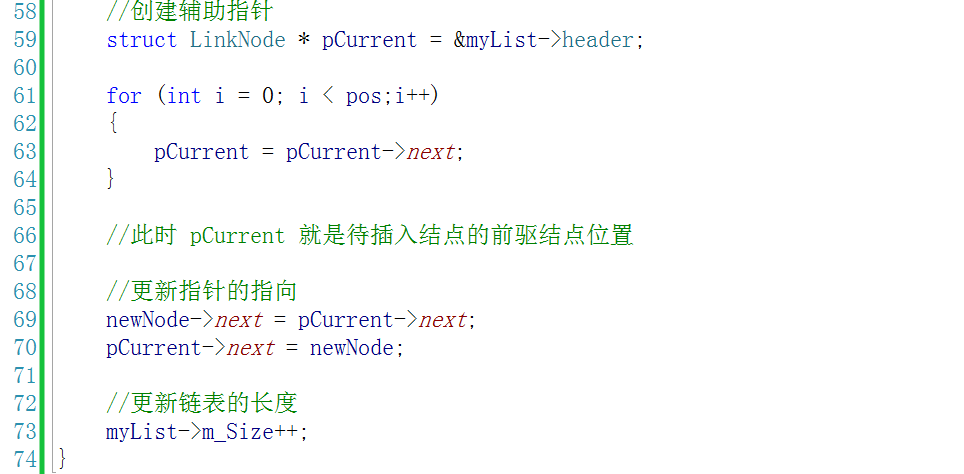 58 //创建辅助指针
59 struct LinkNode * pCurrent = &myList->header;
60
61 for (int i = 0; i < pos;i++)
62 {
63 pCurrent = pCurrent->next;
64 }
65
66 //此时 pCurrent 就是待插入结点的前驱结点位置
67
68 //更新指针的指向
69 newNode->next = pCurrent->next;
70 pCurrent->next = newNode;
71
72 //更新链表的长度
73 myList->m_Size++;
74 }